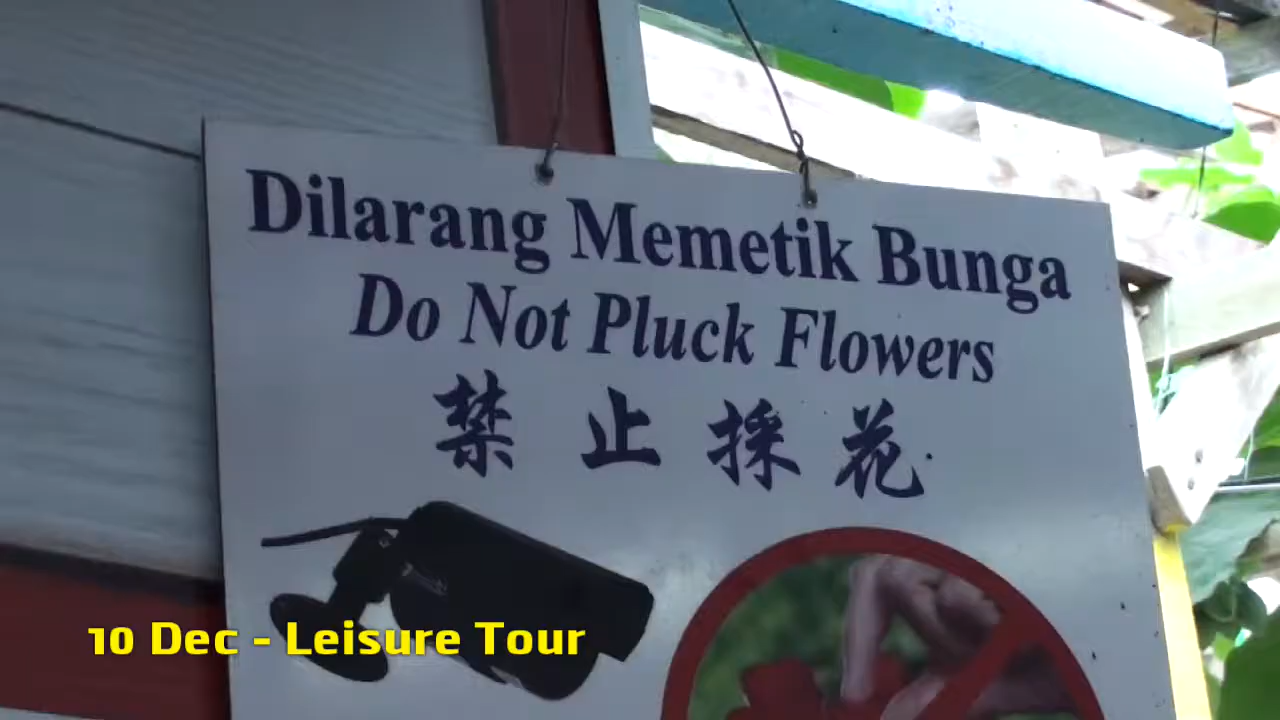 Dilarang Memetik Bunga
Do Not Pluck Flowers
禁止採花
10 Dec - Leisure Tour